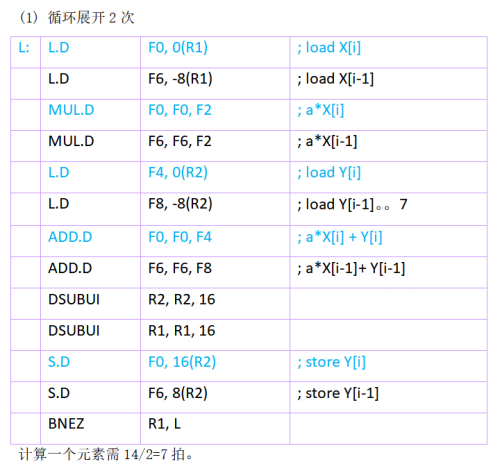 (1) 循环展开 2 次
L: L.D F0, 0(R1) ; load X[i]
L.D F6, -8(R1) ; load X[i-1]
MUL.D F0, F0, F2 ; a*X[i]
MUL.D F6, F6, F2 ; a*X[i-1]
L.D F4, 0(R2) ; load Y[i]
L.D F8, -8(R2) ; load Y[i-1]。。7
ADD.D F0, F0, F4 ; a*X[i] + Y[i]
ADD.D F6, F6, F8 ; a*X[i-1]+ Y[i-1]
DSUBUI R2, R2, 16
DSUBUI R1, R1, 16
S.D F0, 16(R2) ; store Y[i]
S.D F6, 8(R2) ; store Y[i-1]
BNEZ R1, L
计算一个元素需 14/2=7 拍。